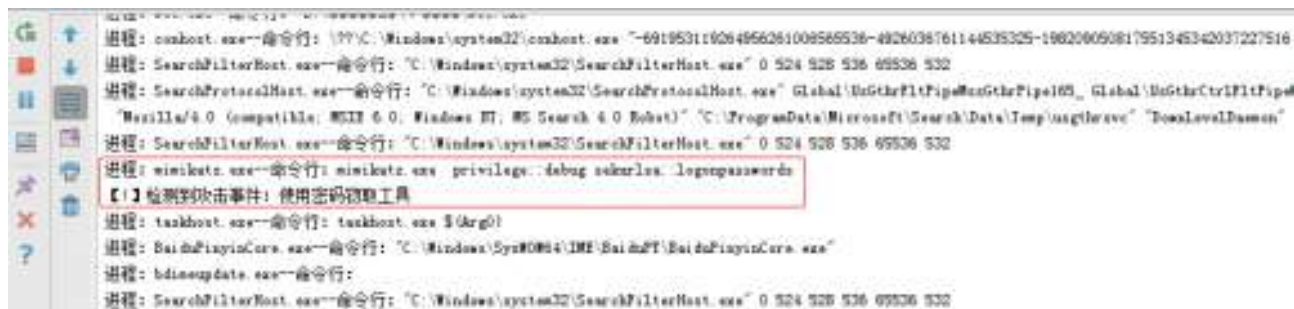 进程: conhost.exe--命令行: \??\C:\Windows\system32\conhost.exe
进程: SearchFilterHost.exe--命令行: "C:\Windows\system32\SearchFilterHost.exe" 0 524 528 536 65536 532
进程: SearchProtocolHost.exe--命令行: "C:\Windows\system32\SearchProtocolHost.exe"
"Mozilla/4.0 (compatible; MSIE 6.0; Windows NT; MS Search 4.0 Robot)" "C:\ProgramData\Microsoft\Search\Data\Temp\usgthrsvc" "DownLevelDaemon"
进程: SearchFilterHost.exe--命令行: "C:\Windows\system32\SearchFilterHost.exe" 0 524 528 536 65536 532
进程: mimikatz.exe--命令行: mimikatz.exe privilege::debug sekurlsa::logonpasswords
【!】检测到攻击事件: 使用密码窃取工具
进程: taskhost.exe--命令行: taskhost.exe $(Arg0)
进程: BaiduPinyinCore.exe--命令行: "C:\Windows\SysWOW64\IME\BaiduPY\BaiduPinyinCore.exe"
进程: bdimeupdate.exe--命令行:
进程: SearchFilterHost.exe--命令行: "C:\Windows\system32\SearchFilterHost.exe" 0 524 528 536 65536 532